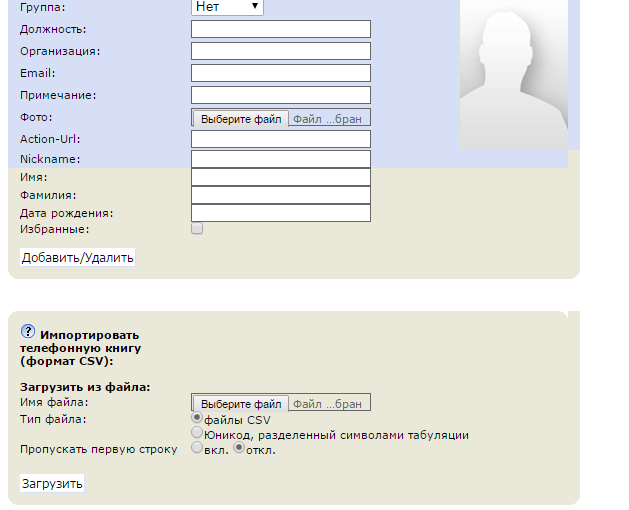 Группа: Нет
Должность:
Организация:
Email:
Примечание:
Фото: Выберите файл Файл ...бран
Action-Url:
Nickname:
Имя:
Фамилия:
Дата рождения:
Избранные:
Добавить/Удалить
? Импортировать
телефонную книгу
(формат CSV):
Загрузить из файла:
Имя файла: Выберите файл Файл ...бран
Тип файла: файлы CSV
Юникод, разделенный символами табуляции
Пропускать первую строку вкл. откл.
Загрузить